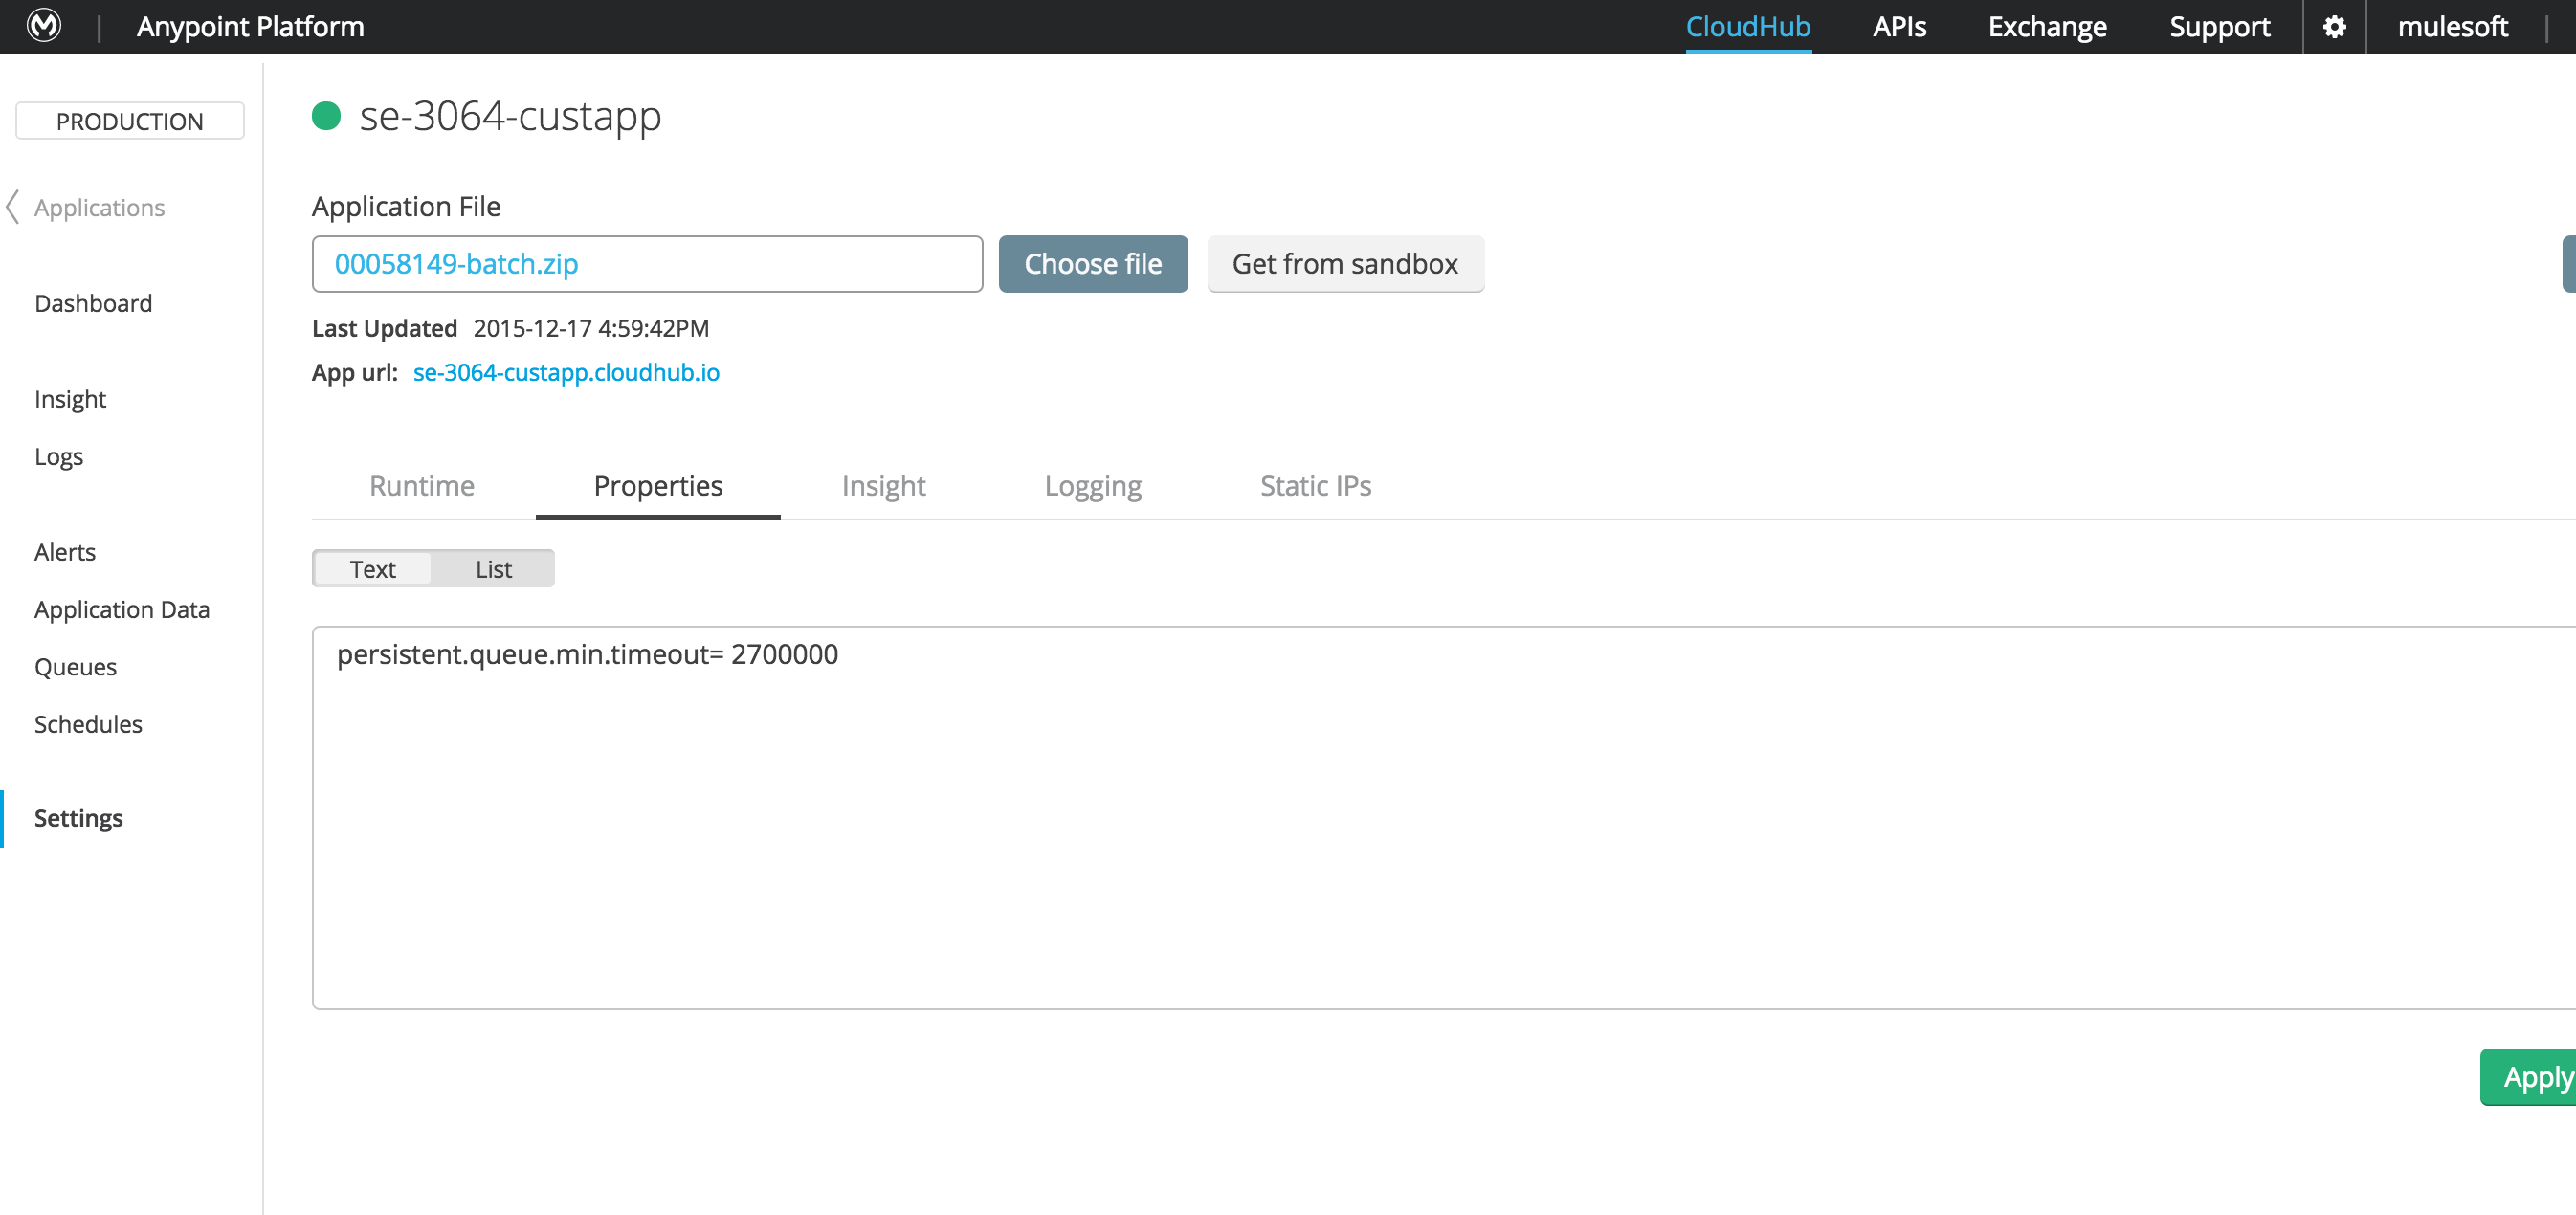 Anypoint Platform CloudHub APIs Exchange Support mulesoft
PRODUCTION
Applications
Dashboard
Insight
Logs
Alerts
Application Data
Queues
Schedules
Settings
se-3064-custapp
Application File
00058149-batch.zip Choose file Get from sandbox
Last Updated 2015-12-17 4:59:42PM
App url: se-3064-custapp.cloudhub.io
Runtime Properties Insight Logging Static IPs
Text List
persistent.queue.min.timeout= 2700000
Apply